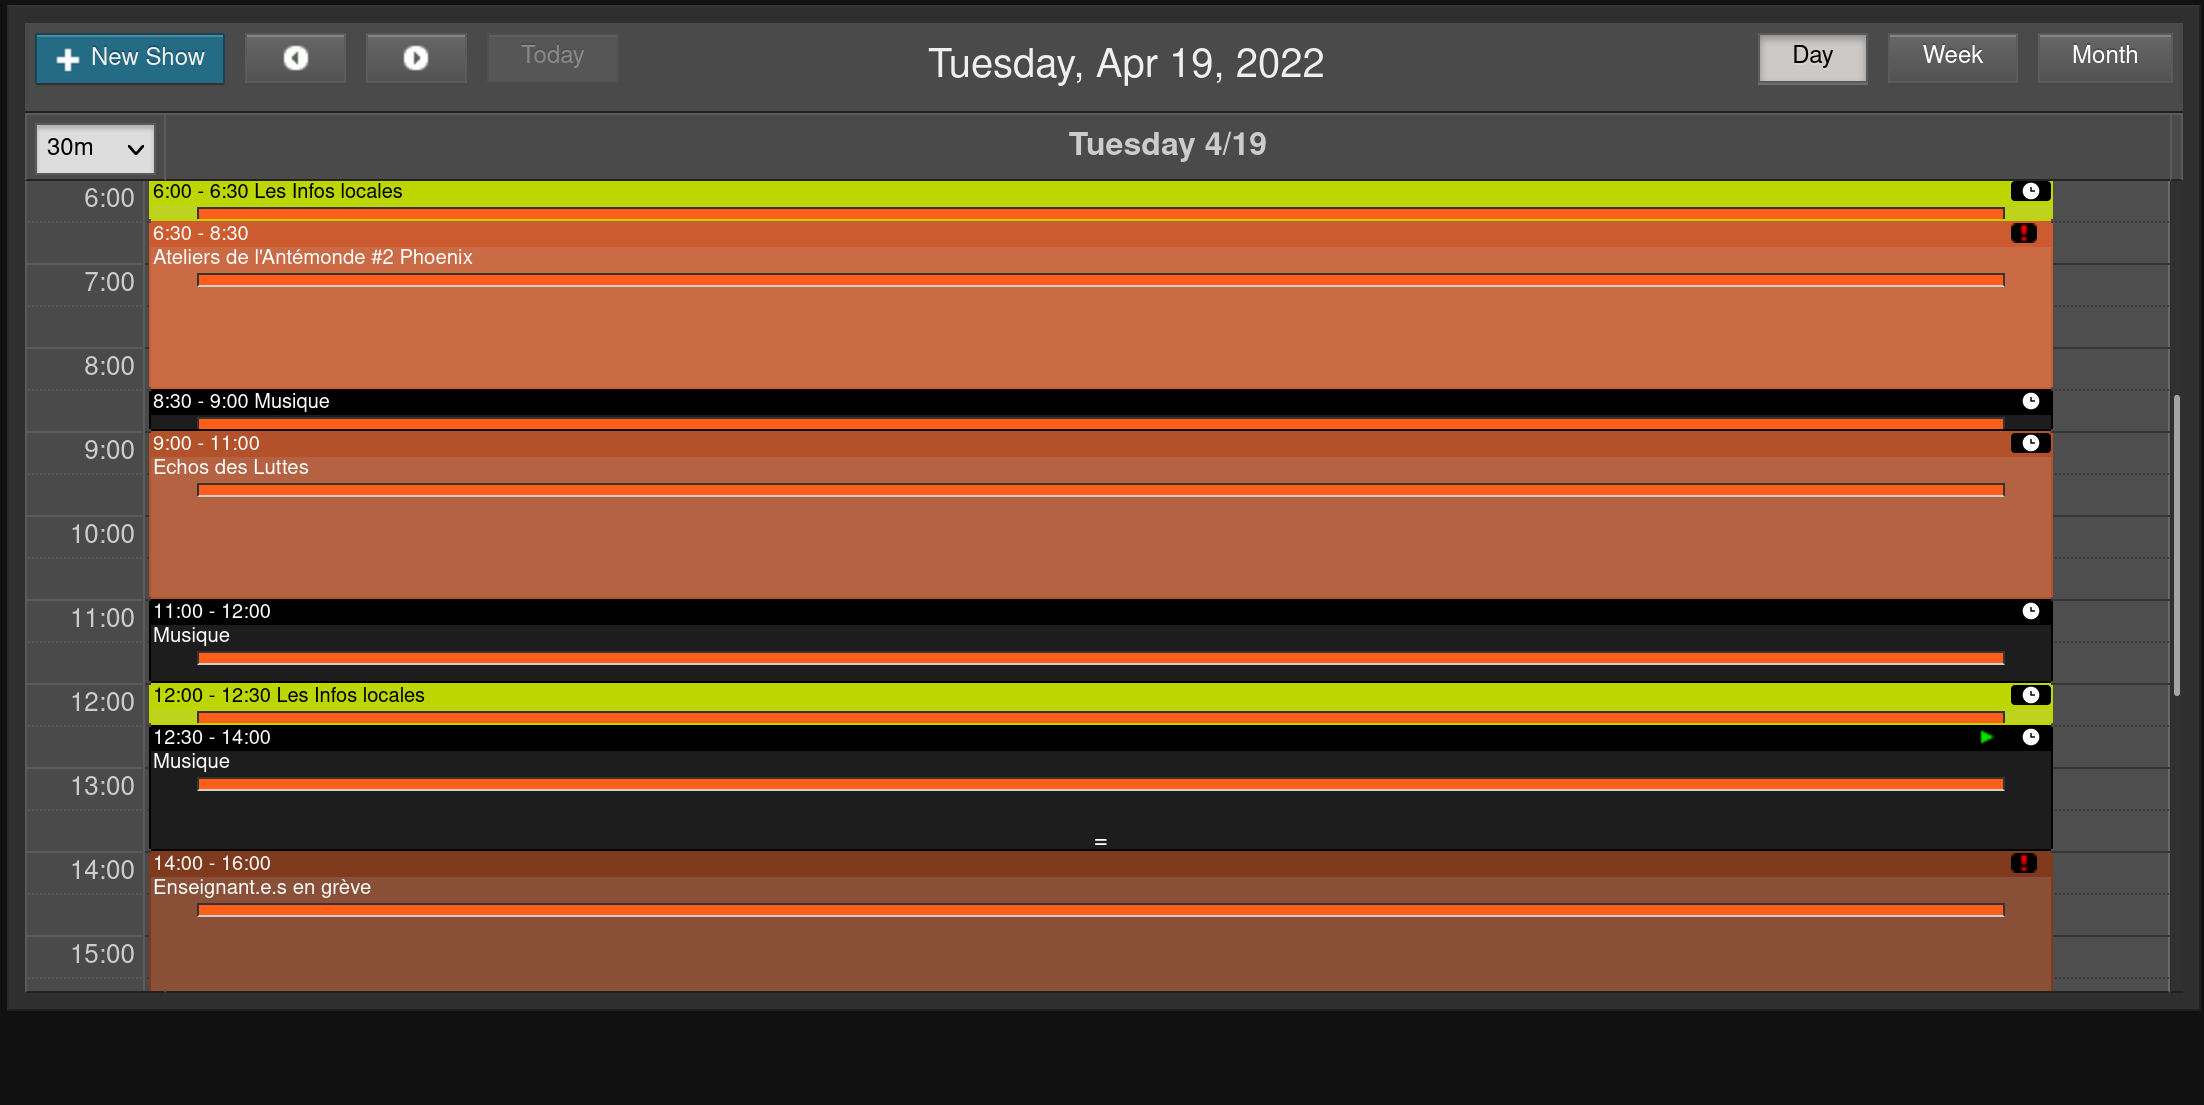 New Show
Today
Tuesday, Apr 19, 2022
Day
Week
Month
30m
Tuesday 4/19
6:00
6:00 - 6:30 Les Infos locales
6:30 - 8:30
Ateliers de l'Antémonde #2 Phoenix
7:00
8:00
8:30 - 9:00 Musique
9:00
9:00 - 11:00
Echos des Luttes
10:00
11:00
11:00 - 12:00
Musique
12:00
12:00 - 12:30 Les Infos locales
12:30 - 14:00
Musique
13:00
=
14:00
14:00 - 16:00
Enseignant.e.s en grève
15:00